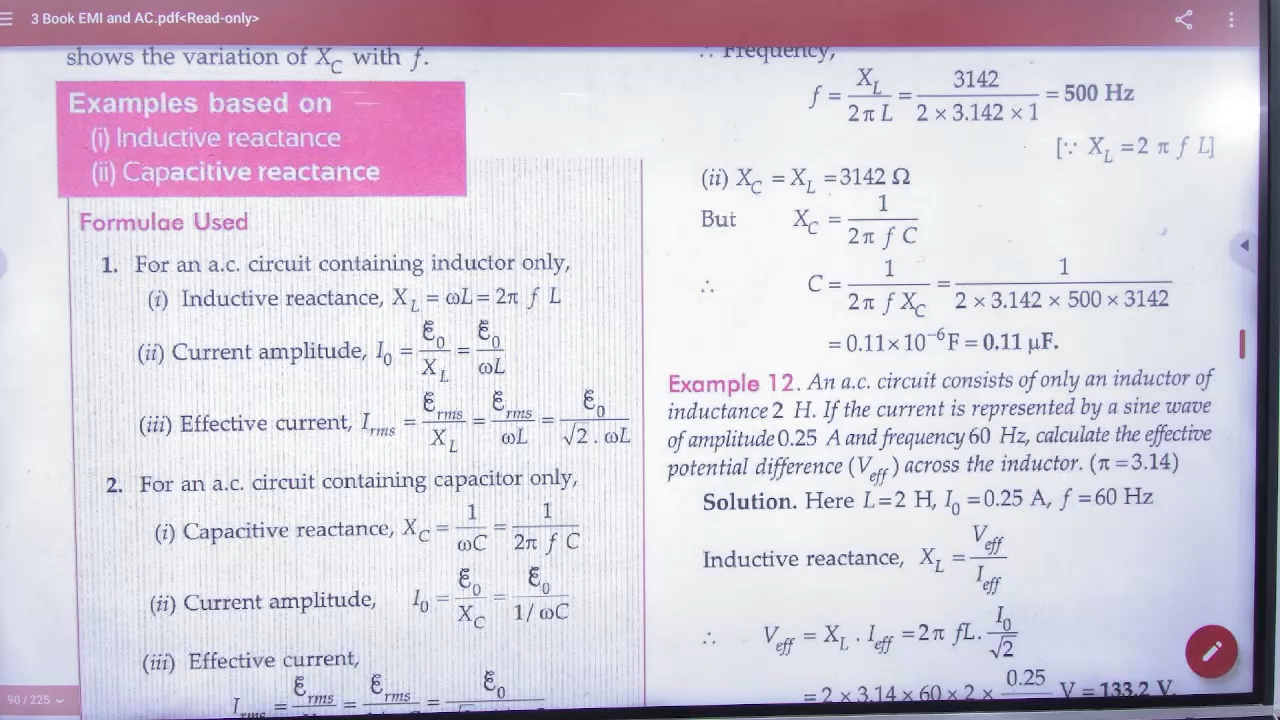 3 Book EMI and AC.pdf<Read-only>
shows the variation of X_C with f.
Examples based on
(i) Inductive reactance
(ii) Capacitive reactance
Formulae Used
1. For an a.c. circuit containing inductor only,
(i) Inductive reactance, X_L = ωL = 2π f L
(ii) Current amplitude, I_0 = ℰ_0 / X_L = ℰ_0 / ωL
(iii) Effective current, I_rms = ℰ_rms / X_L = ℰ_rms / ωL = ℰ_0 / √2 . ωL
2. For an a.c. circuit containing capacitor only,
(i) Capacitive reactance, X_C = 1 / ωC = 1 / 2π f C
(ii) Current amplitude, I_0 = ℰ_0 / X_C = ℰ_0 / 1/ωC
(iii) Effective current,
I_rms = ℰ_rms = ℰ_rms = ℰ_0
90 / 225
∴ Frequency,
f = X_L / 2π L = 3142 / 2 × 3.142 × 1 = 500 Hz
[∵ X_L = 2 π f L]
(ii) X_C = X_L = 3142 Ω
But X_C = 1 / 2π f C
∴ C = 1 / 2π f X_C = 1 / 2 × 3.142 × 500 × 3142
= 0.11 × 10^−6 F = 0.11 μF.
Example 12. An a.c. circuit consists of only an inductor of
inductance 2 H. If the current is represented by a sine wave
of amplitude 0.25 A and frequency 60 Hz, calculate the effective
potential difference (V_eff) across the inductor. (π = 3.14)
Solution. Here L = 2 H, I_0 = 0.25 A, f = 60 Hz
Inductive reactance, X_L = V_eff / I_eff
∴ V_eff = X_L . I_eff = 2π fL. I_0 / √2
= 2 × 3.14 × 60 × 2 × 0.25 V = 133.2 V.